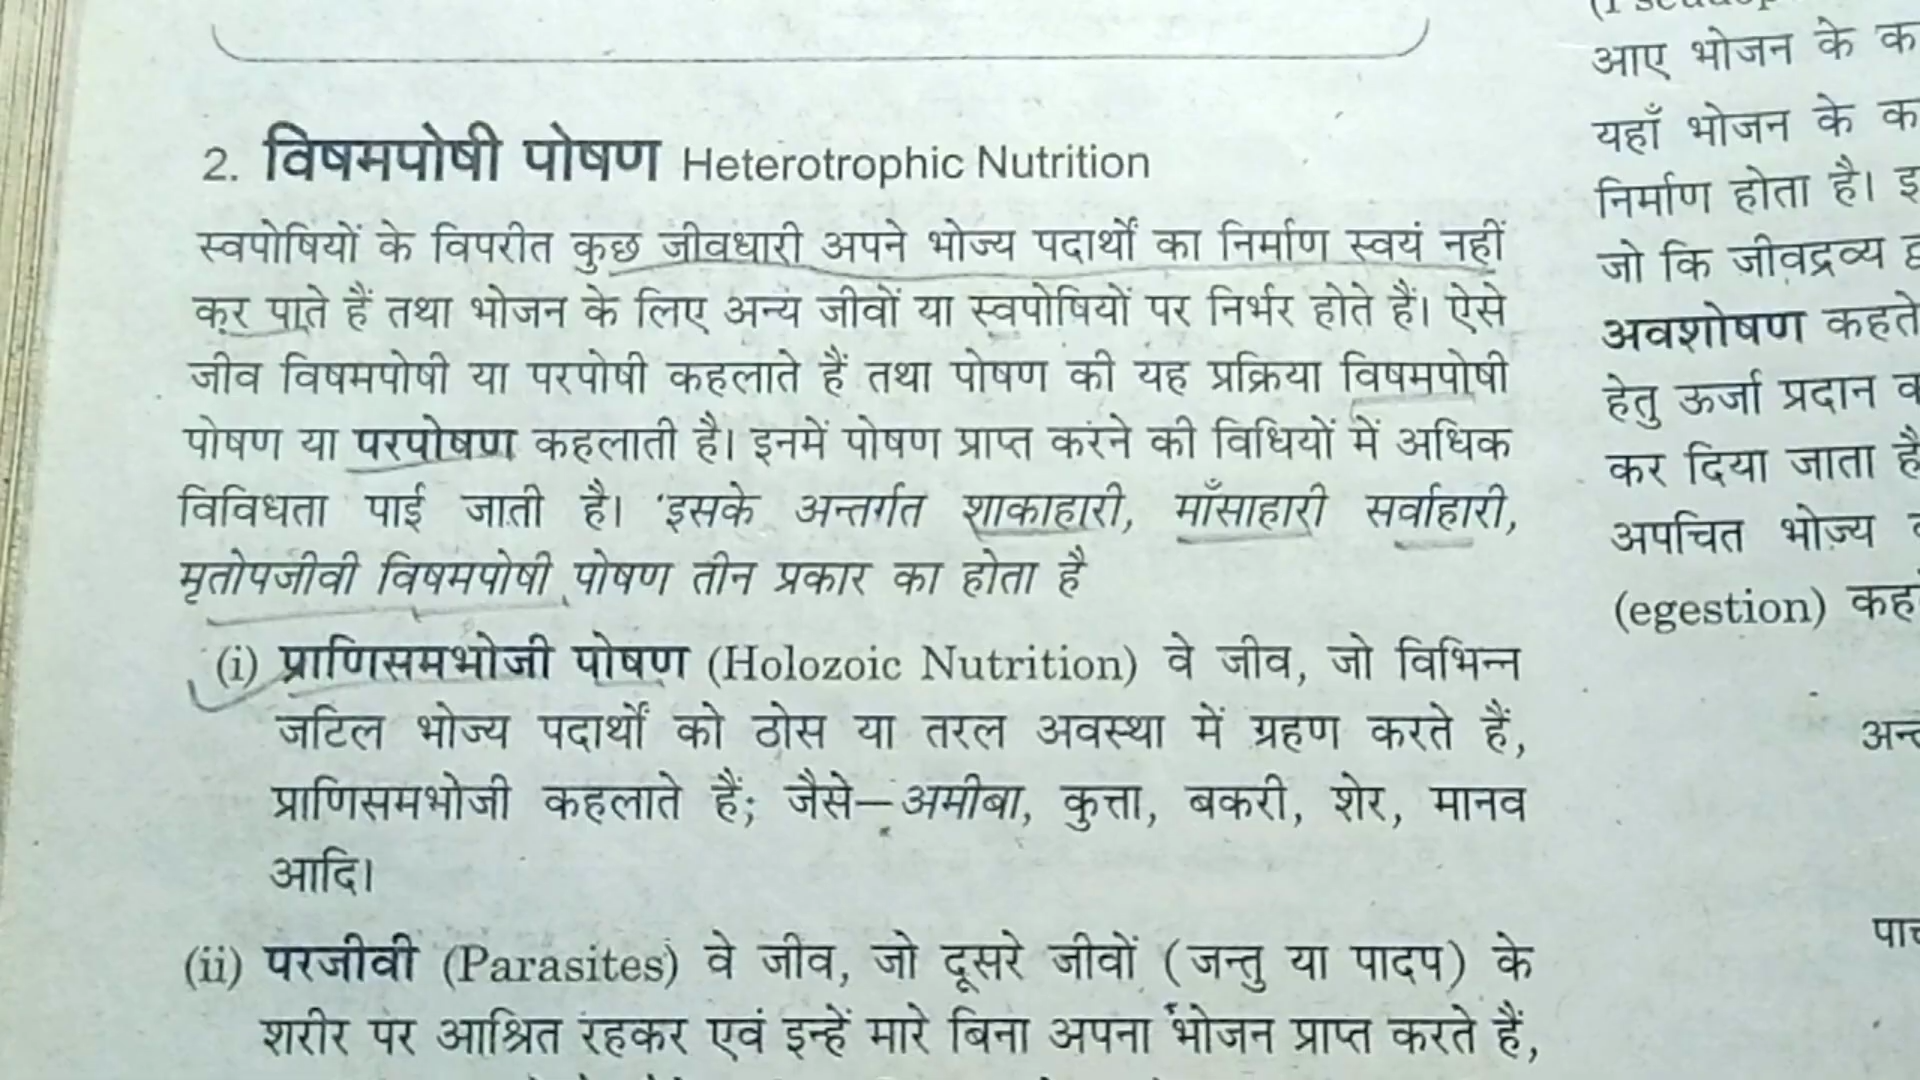 2. विषमपोषी पोषण Heterotrophic Nutrition
स्वपोषियों के विपरीत कुछ जीवधारी अपने भोज्य पदार्थों का निर्माण स्वयं नहीं
कर पाते हैं तथा भोजन के लिए अन्य जीवों या स्वपोषियों पर निर्भर होते हैं। ऐसे
जीव विषमपोषी या परपोषी कहलाते हैं तथा पोषण की यह प्रक्रिया विषमपोषी
पोषण या परपोषण कहलाती है। इनमें पोषण प्राप्त करने की विधियों में अधिक
विविधता पाई जाती है। इसके अन्तर्गत शाकाहारी, माँसाहारी सर्वाहारी,
मृतोपजीवी विषमपोषी पोषण तीन प्रकार का होता है
(i) प्राणिसमभोजी पोषण (Holozoic Nutrition) वे जीव, जो विभिन्न
जटिल भोज्य पदार्थों को ठोस या तरल अवस्था में ग्रहण करते हैं,
प्राणिसमभोजी कहलाते हैं; जैसे—अमीबा, कुत्ता, बकरी, शेर, मानव
आदि।
(ii) परजीवी (Parasites) वे जीव, जो दूसरे जीवों (जन्तु या पादप) के
शरीर पर आश्रित रहकर एवं इन्हें मारे बिना अपना भोजन प्राप्त करते हैं,
आए भोजन के
यहाँ भोजन के
निर्माण होता है।
जो कि जीवद्रव्य
अवशोषण कहते
हेतु ऊर्जा प्रदान
कर दिया जाता है
अपचित भोज्य
(egestion)